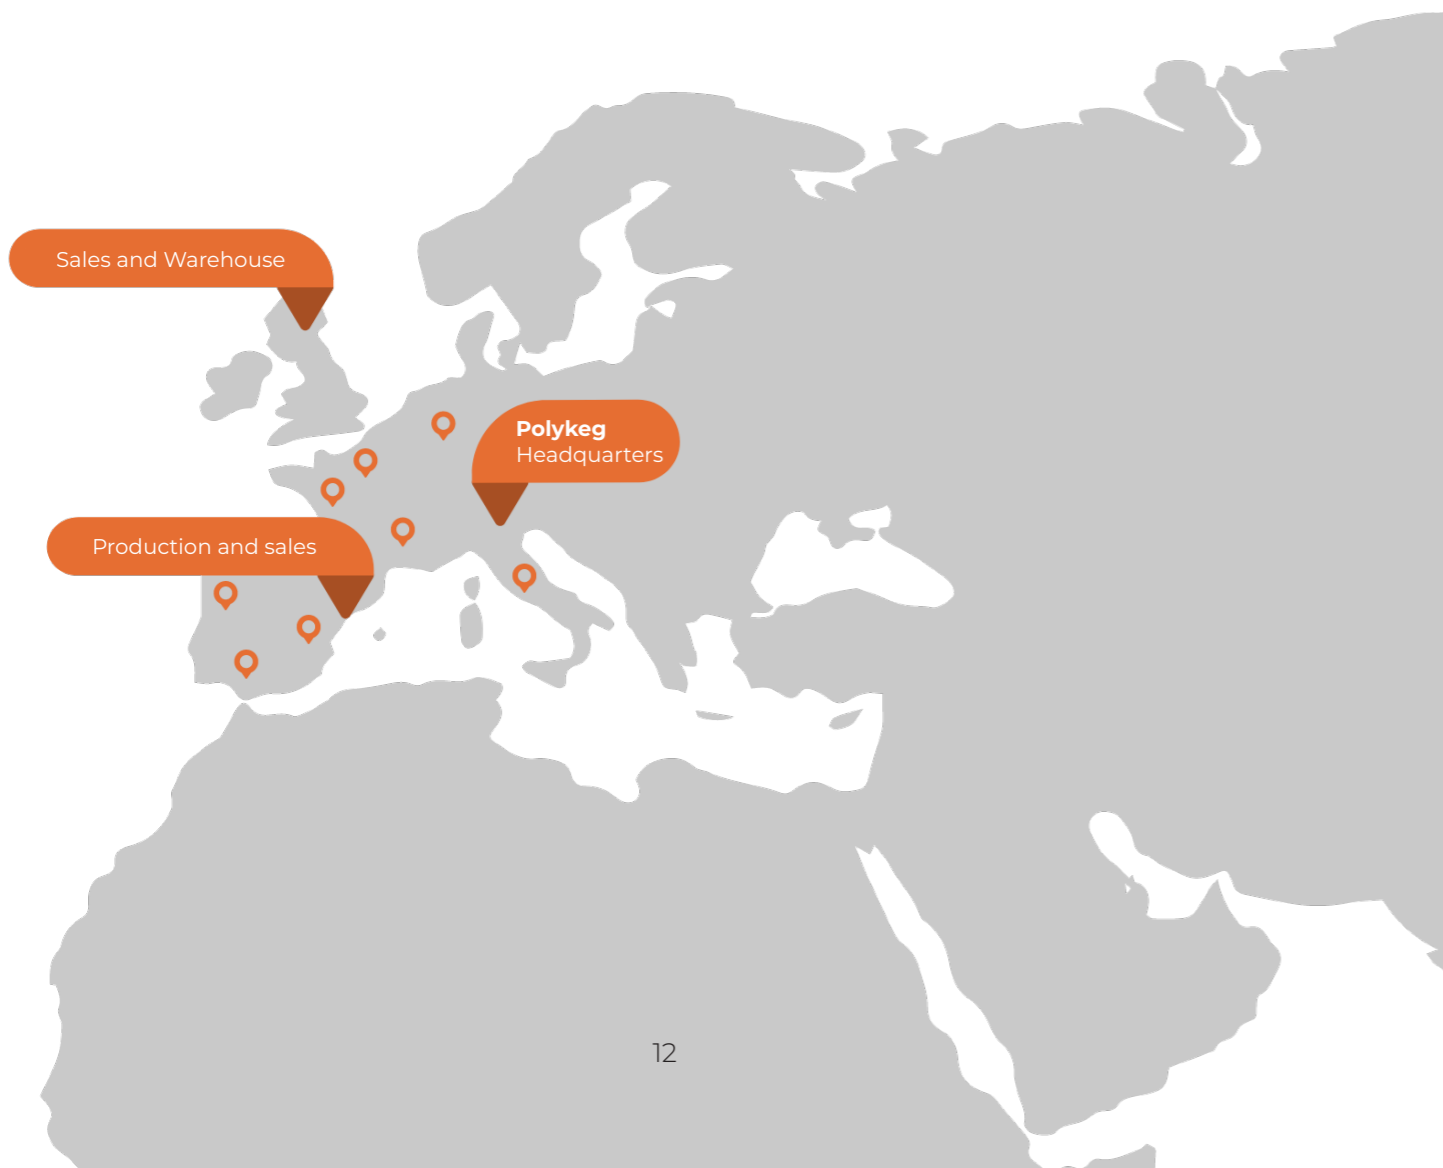 Sales and Warehouse
Polykeg
Headquarters
Production and sales
12